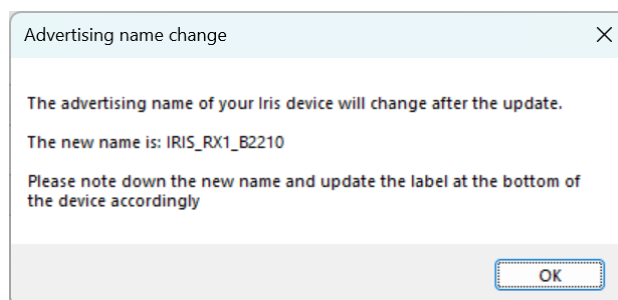 Advertising name change
The advertising name of your Iris device will change after the update.
The new name is: IRIS_RX1_B2210
Please note down the new name and update the label at the bottom of
the device accordingly
OK